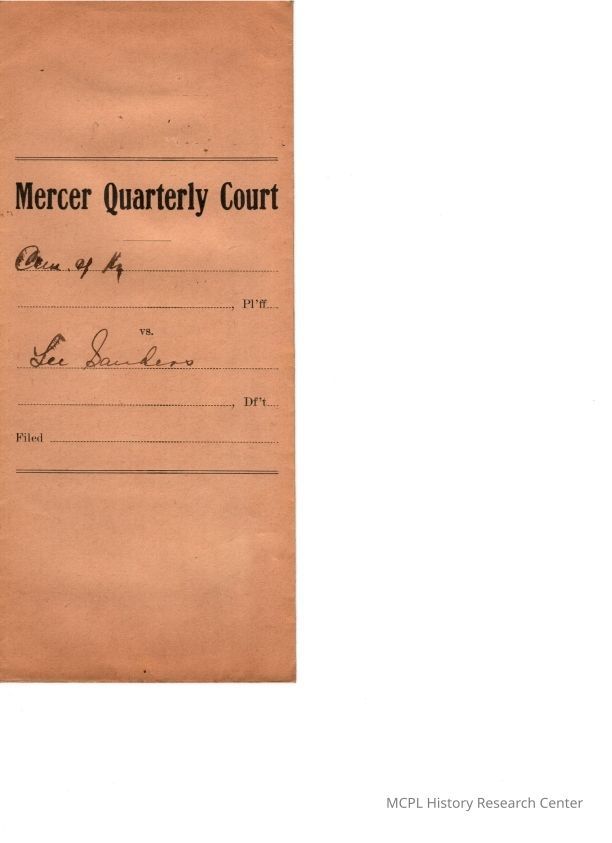 Mercer Quarterly Court
Com. of Ky
, Pl'ff
vs.
Lee Sanders
, Df't
Filed
MCPL History Research Center